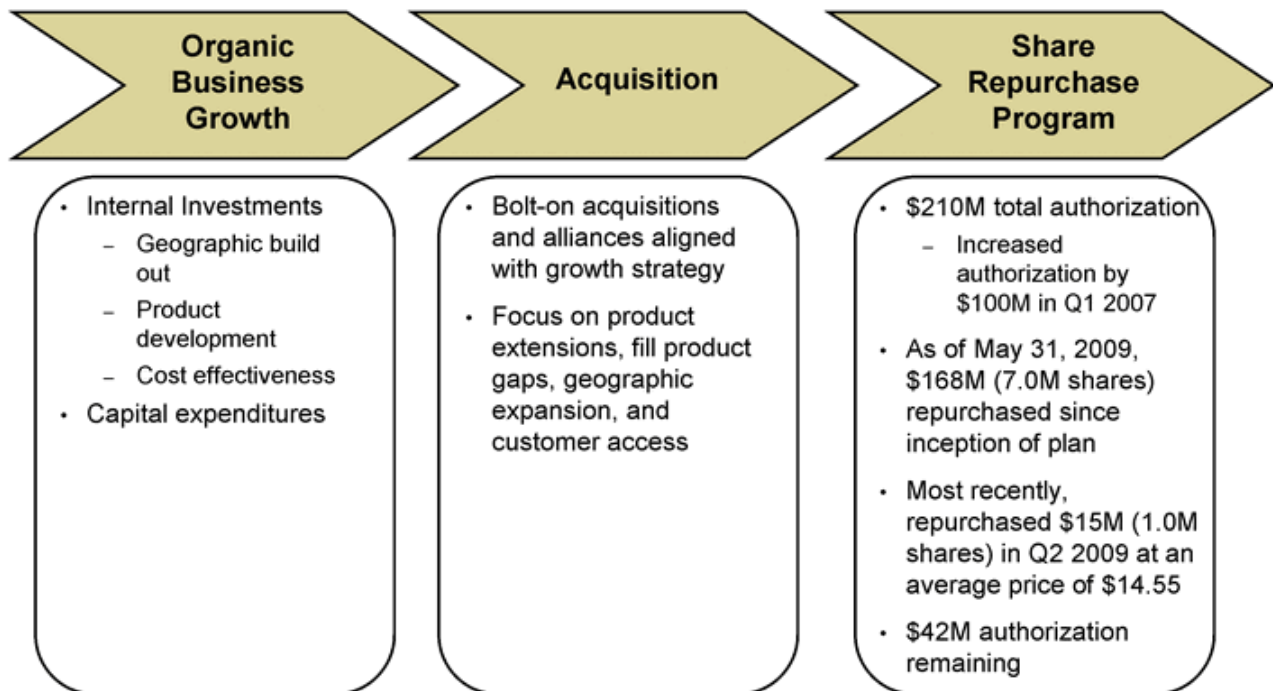 Organic
Business
Growth
• Internal Investments
– Geographic build
out
– Product
development
– Cost effectiveness
• Capital expenditures
Acquisition
• Bolt-on acquisitions
and alliances aligned
with growth strategy
• Focus on product
extensions, fill product
gaps, geographic
expansion, and
customer access
Share
Repurchase
Program
• $210M total authorization
– Increased
authorization by
$100M in Q1 2007
• As of May 31, 2009,
$168M (7.0M shares)
repurchased since
inception of plan
• Most recently,
repurchased $15M (1.0M
shares) in Q2 2009 at an
average price of $14.55
• $42M authorization
remaining